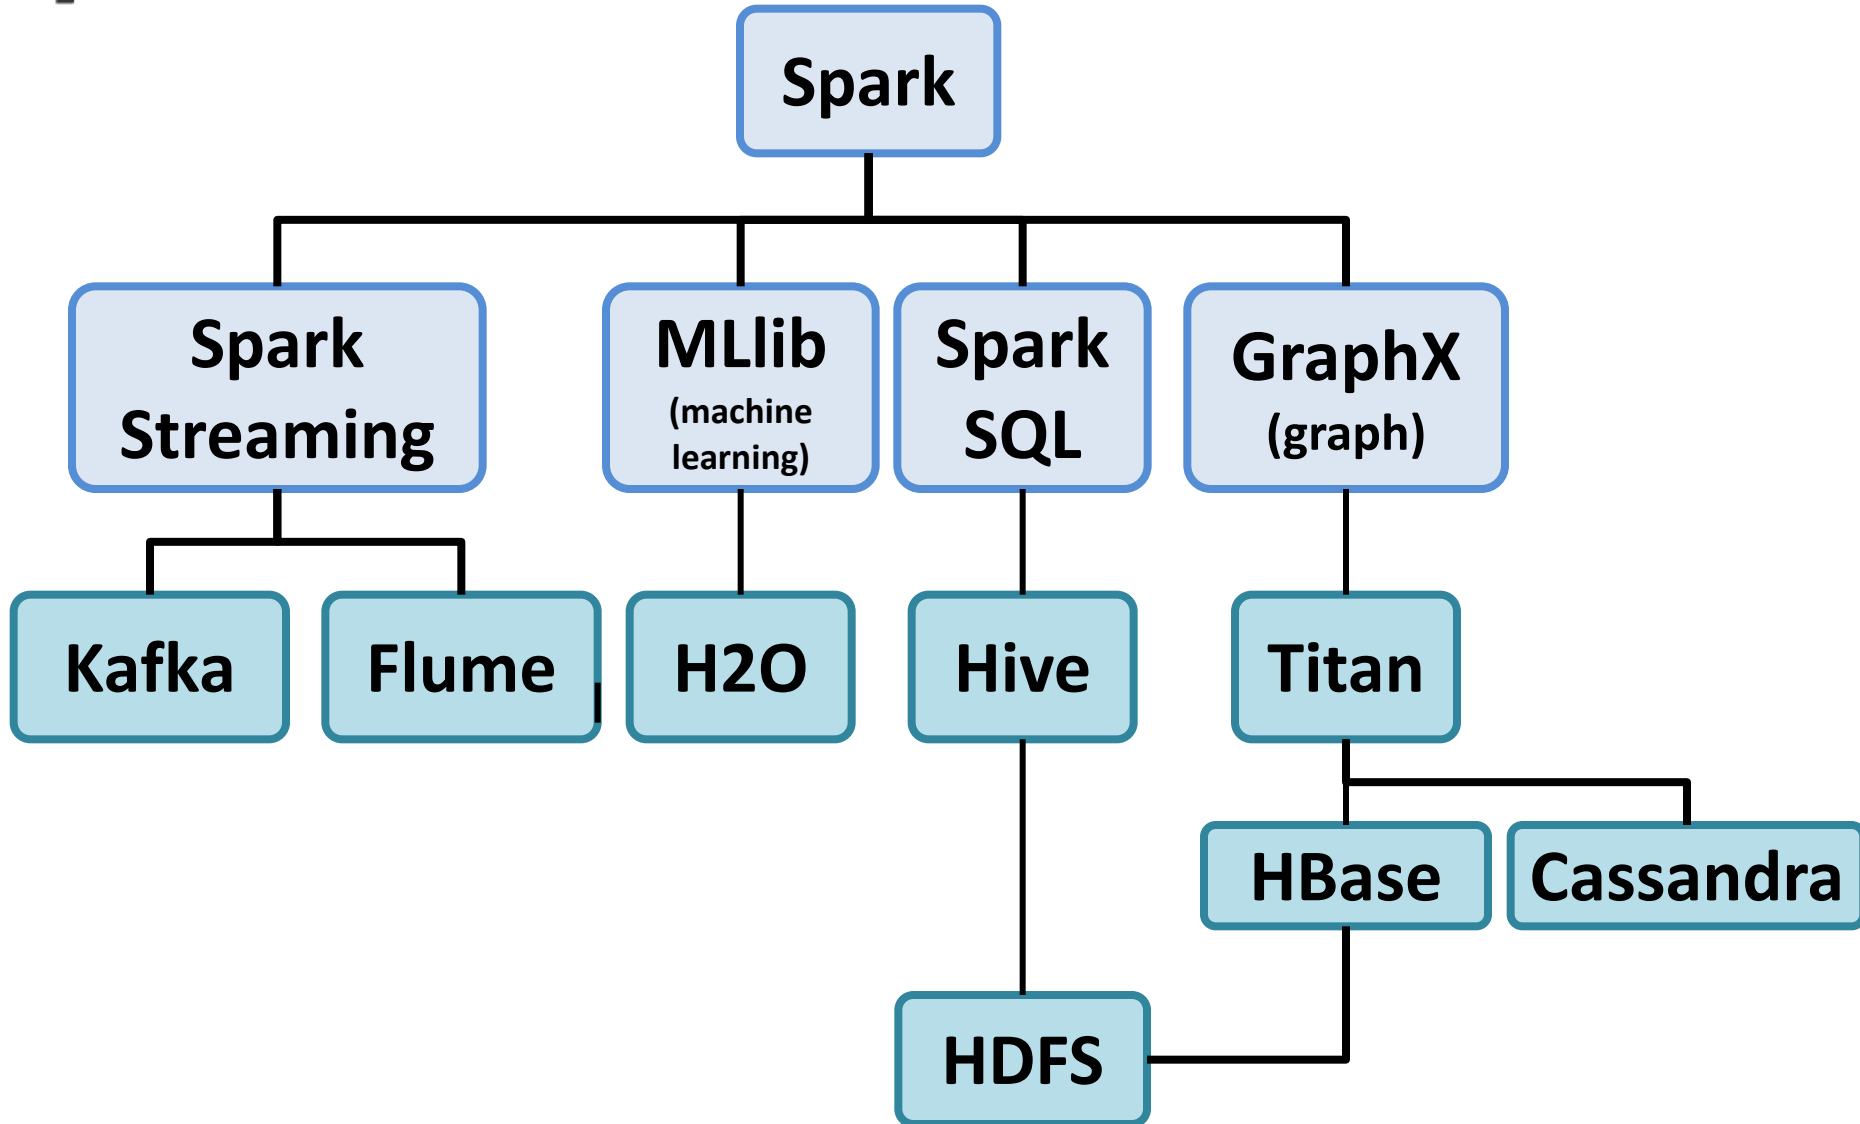 Spark
Spark
Streaming
MLlib
(machine
learning)
Spark
SQL
GraphX
(graph)
Kafka
Flume
H2O
Hive
Titan
HBase
Cassandra
HDFS